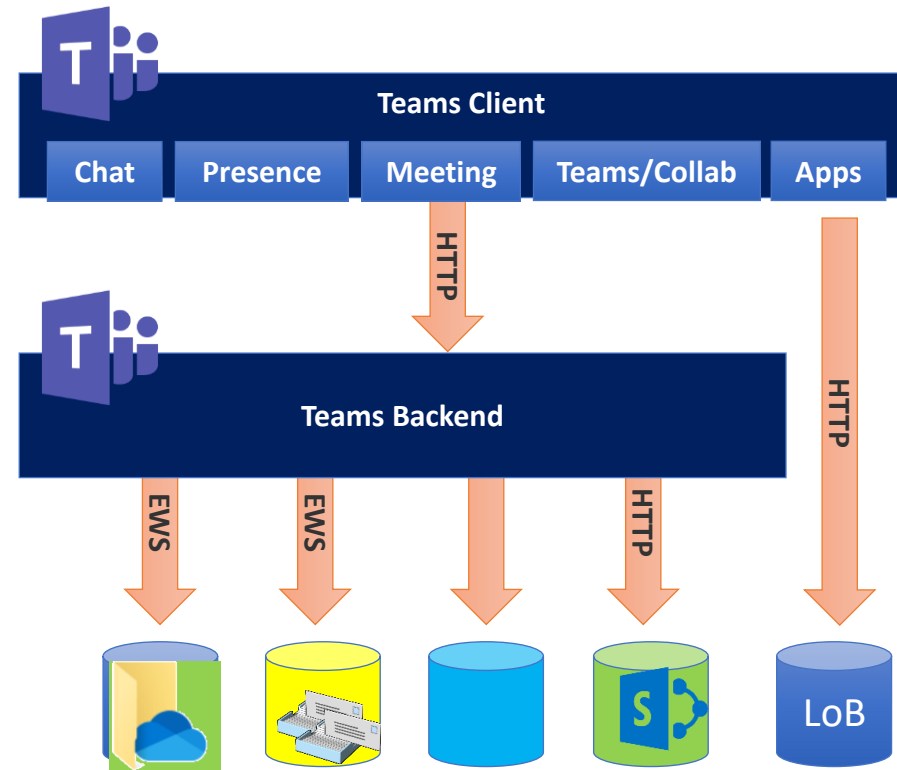 T
Teams Client
Chat
Presence
Meeting
Teams/Collab
Apps
HTTP
T
Teams Backend
HTTP
EWS
EWS
HTTP
S
LoB